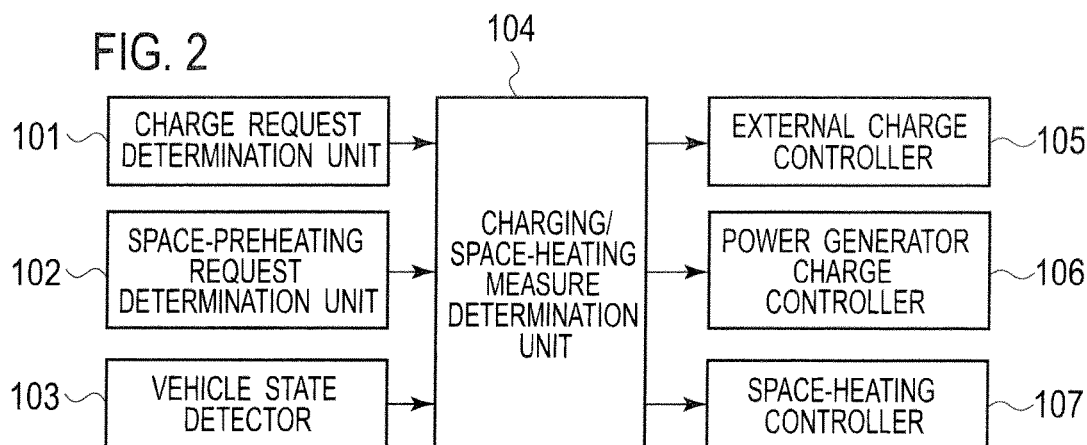 FIG. 2
104
101
CHARGE REQUEST
DETERMINATION UNIT
102
SPACE-PREHEATING
REQUEST
DETERMINATION UNIT
103
VEHICLE STATE
DETECTOR
CHARGING/
SPACE-HEATING
MEASURE
DETERMINATION
UNIT
EXTERNAL CHARGE
CONTROLLER
105
POWER GENERATOR
CHARGE
CONTROLLER
106
SPACE-HEATING
CONTROLLER
107